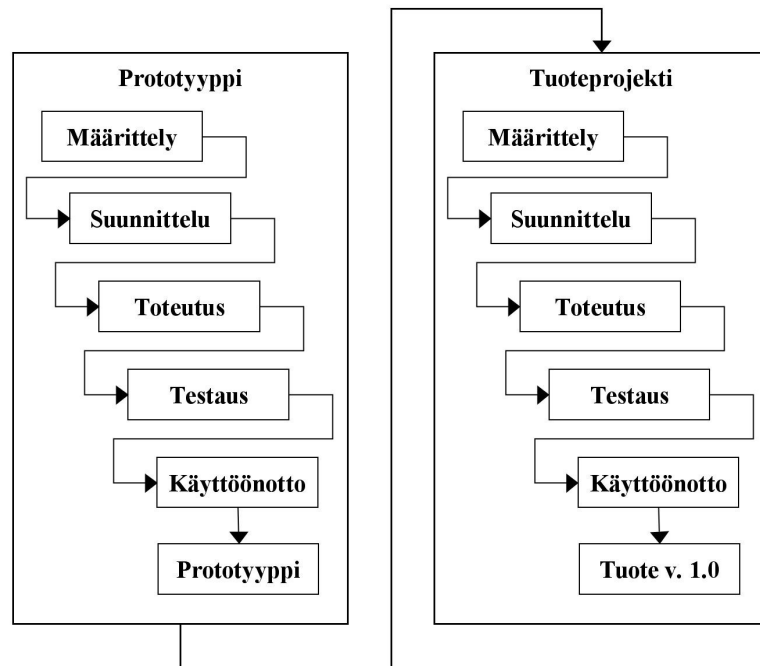 Prototyyppi
Määrittely
Suunnittelu
Toteutus
Testaus
Käyttöönotto
Prototyyppi
Tuoteprojekti
Määrittely
Suunnittelu
Toteutus
Testaus
Käyttöönotto
Tuote v. 1.0